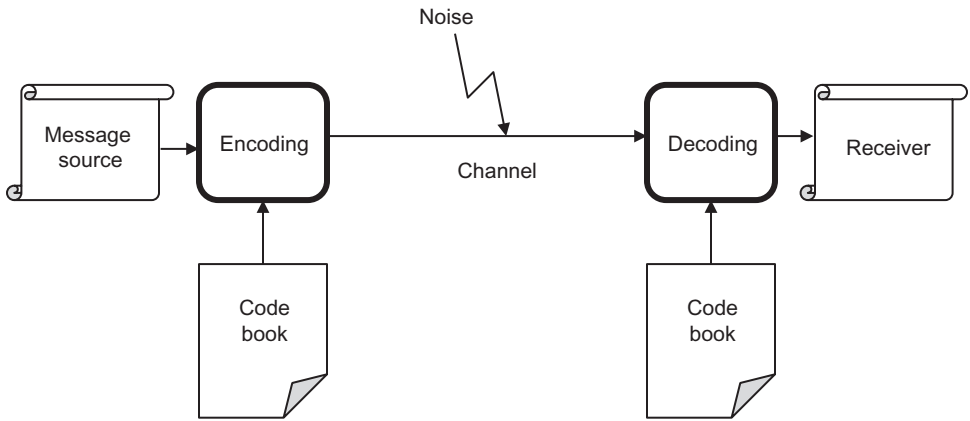 Noise
Message
source
Encoding
Channel
Decoding
Receiver
Code
book
Code
book